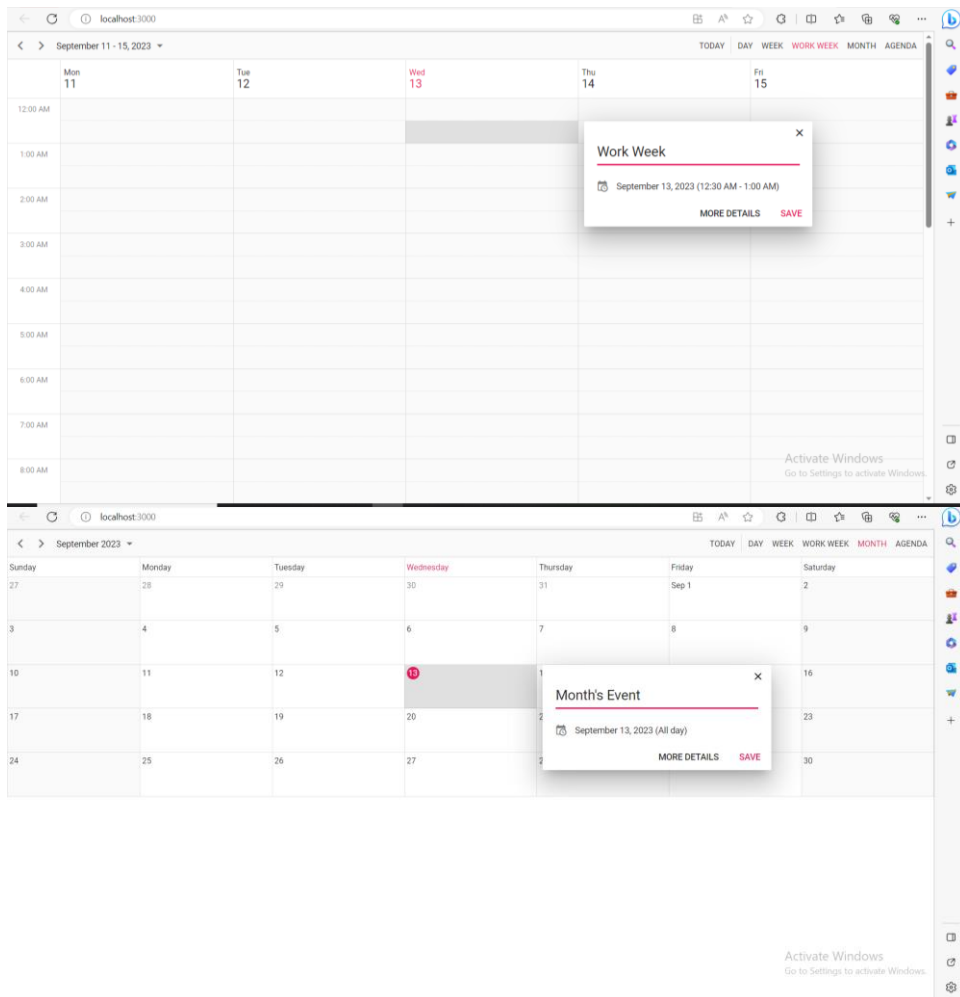 localhost:3000
September 11 - 15, 2023 TODAY DAY WEEK WORK WEEK MONTH AGENDA
Mon Tue Wed Thu Fri
11 12 13 14 15
12:00 AM
Work Week
1:00 AM
September 13, 2023 (12:30 AM - 1:00 AM)
2:00 AM
MORE DETAILS SAVE
3:00 AM
4:00 AM
5:00 AM
6:00 AM
7:00 AM
Activate Windows
8:00 AM
Go to Settings to activate Windows.
localhost:3000
September 2023 TODAY DAY WEEK WORK WEEK MONTH AGENDA
Sunday Monday Tuesday Wednesday Thursday Friday Saturday
27 28 29 30 31 Sep 1 2
3 4 5 6 7 8 9
10 11 12 13 16
Month's Event
17 18 19 20 23
September 13, 2023 (All day)
MORE DETAILS SAVE
24 25 26 27 30
Activate Windows
Go to Settings to activate Windows.